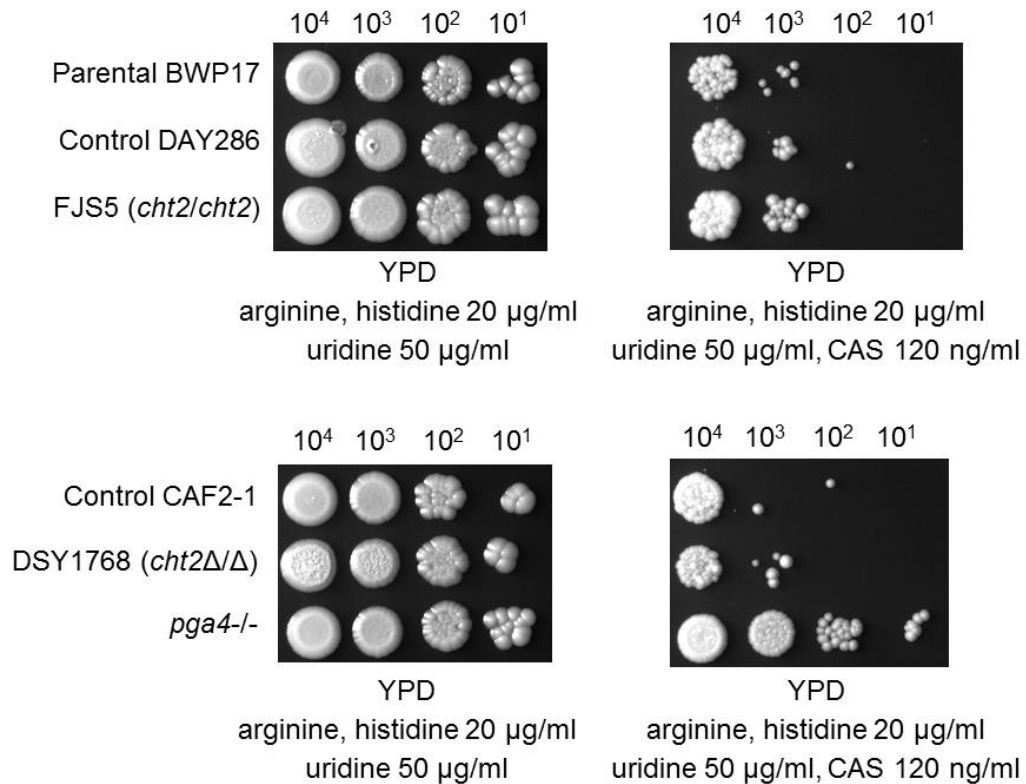 10⁴ 10³ 10² 10¹ 10⁴ 10³ 10² 10¹
Parental BWP17
Control DAY286
FJS5 (cht2/cht2)
YPD YPD
arginine, histidine 20 µg/ml arginine, histidine 20 µg/ml
uridine 50 µg/ml uridine 50 µg/ml, CAS 120 ng/ml
10⁴ 10³ 10² 10¹ 10⁴ 10³ 10² 10¹
Control CAF2-1
DSY1768 (cht2Δ/Δ)
pga4-/-
YPD YPD
arginine, histidine 20 µg/ml arginine, histidine 20 µg/ml
uridine 50 µg/ml uridine 50 µg/ml, CAS 120 ng/ml